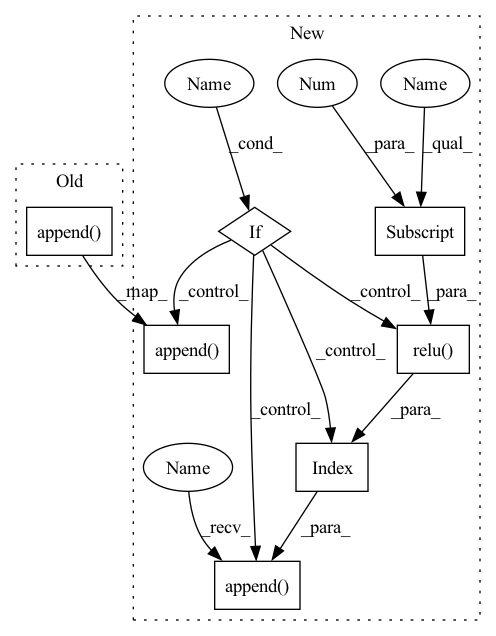 New
Name
Num
Name
_cond_
_para_
_qual_
Old
append()
If
Subscript
_map_
_control_
_control_
_para_
append()
relu()
_control_
_control_
_para_
Name
Index
_recv_
_para_
append()